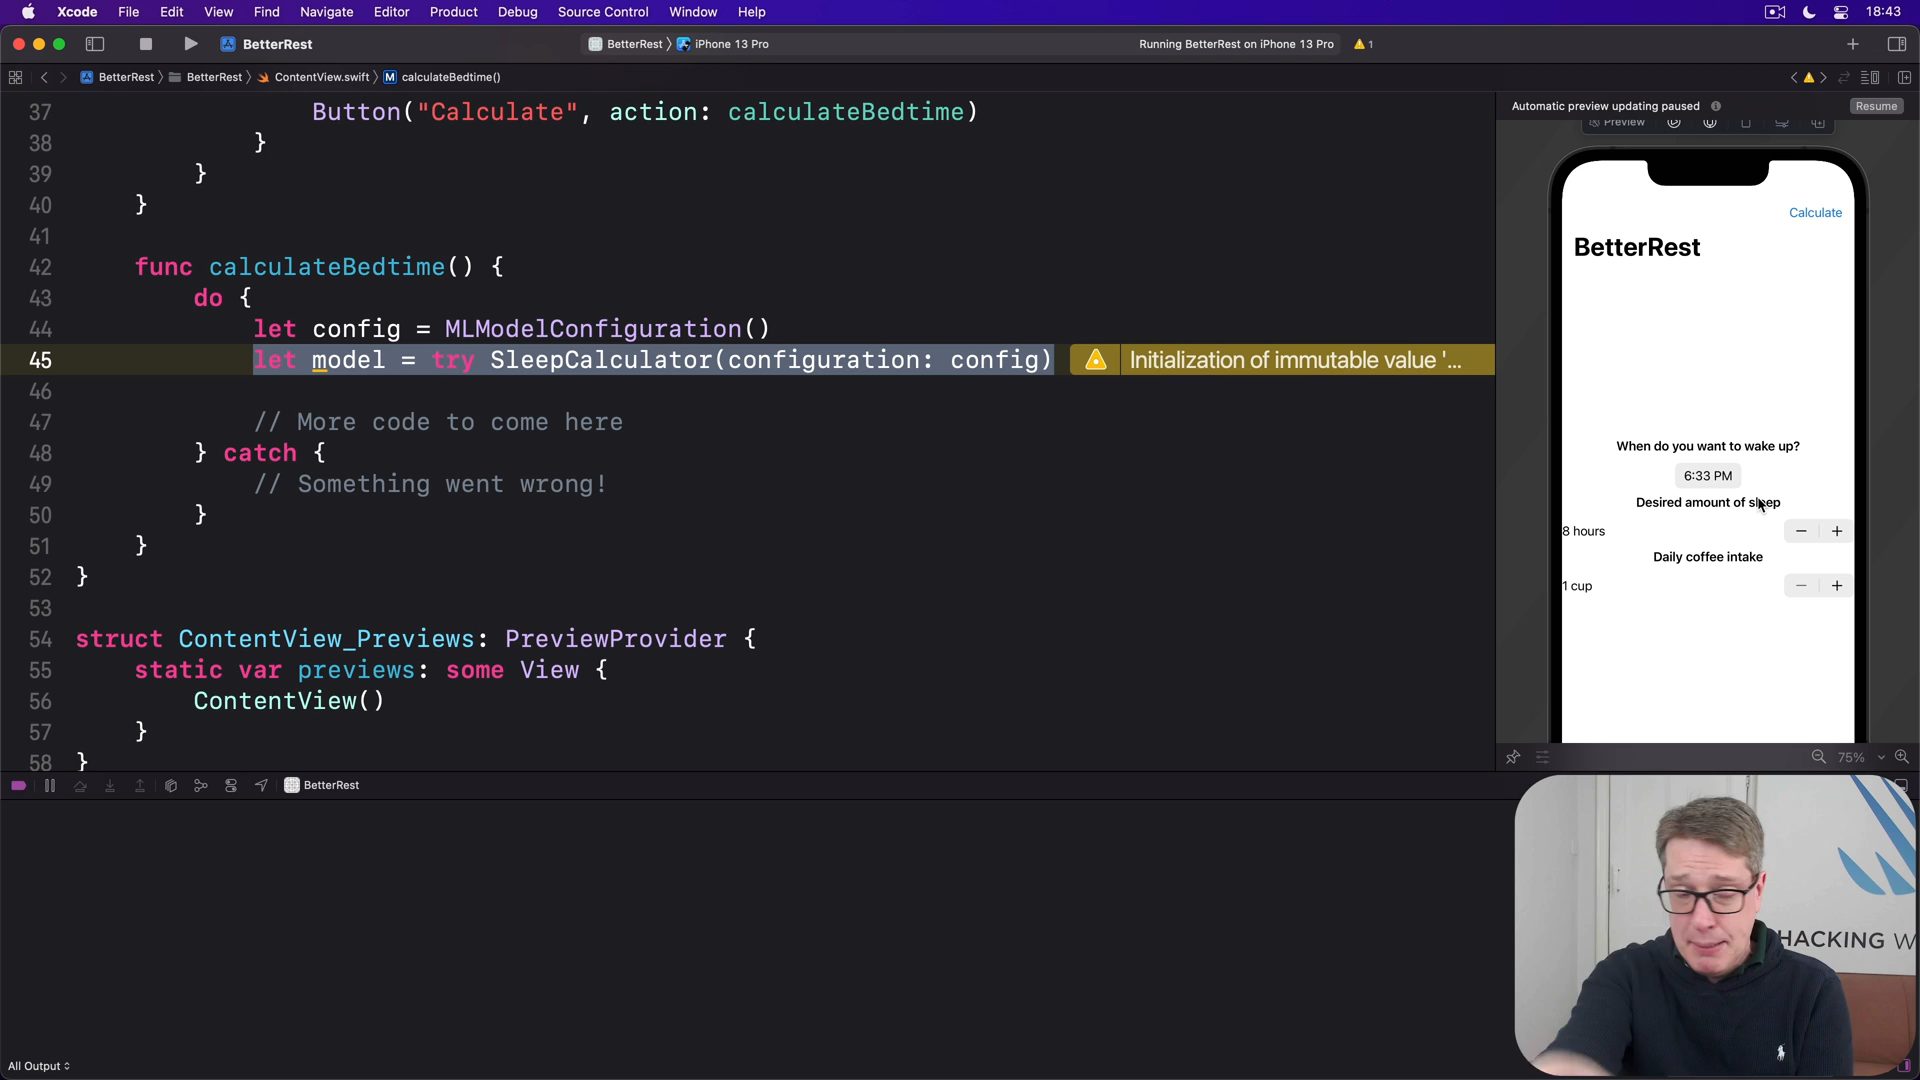 Xcode File Edit View Find Navigate Editor Product Debug Source Control Window Help 18:43
BetterRest BetterRest iPhone 13 Pro Running BetterRest on iPhone 13 Pro 1
BetterRest BetterRest ContentView.swift M calculateBedtime()
37 Button("Calculate", action: calculateBedtime)
38 }
39 }
40 }
41
42 func calculateBedtime() {
43 do {
44 let config = MLModelConfiguration()
45 let model = try SleepCalculator(configuration: config) Initialization of immutable value '...
46
47 // More code to come here
48 } catch {
49 // Something went wrong!
50 }
51 }
52 }
53
54 struct ContentView_Previews: PreviewProvider {
55 static var previews: some View {
56 ContentView()
57 }
58 }
Automatic preview updating paused Resume
Preview
Calculate
BetterRest
When do you want to wake up?
6:33 PM
Desired amount of sleep
8 hours
Daily coffee intake
1 cup
75%
BetterRest
HACKING W
All Output